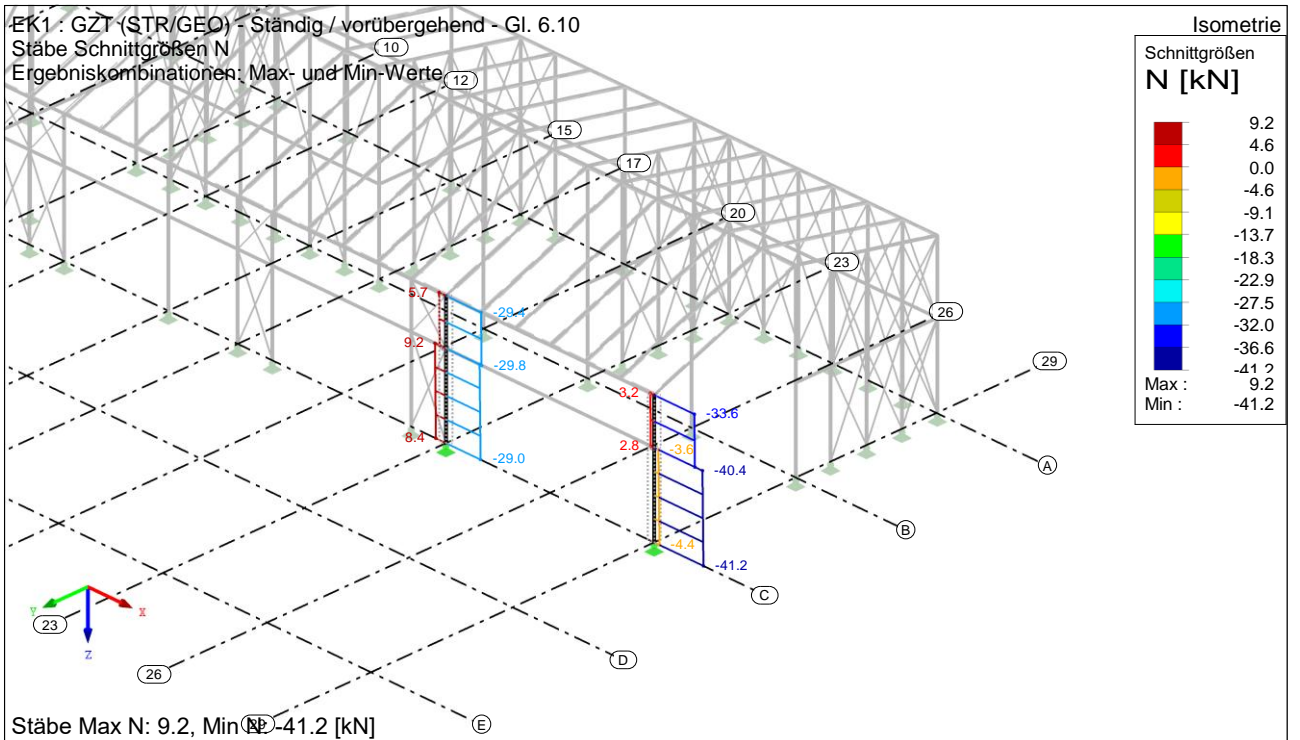 EK1 : GZT (STR/GEO) - Ständig / vorübergehend - Gl. 6.10
Isometrie
Stäbe Schnittgrößen N
Ergebniskombinationen: Max- und Min-Werte
Schnittgrößen
N [kN]
9.2
4.6
0.0
-4.6
-9.1
-13.7
-18.3
-22.9
-27.5
-32.0
-36.6
-41.2
Max : 9.2
Min : -41.2
10
12
15
17
20
23
26
29
5.7
-29.4
9.2
-29.8
8.4
-29.0
3.2
-33.6
2.8
-3.6
-40.4
-4.4
-41.2
A
B
C
D
E
Y
X
Z
23
26
29
Stäbe Max N: 9.2, Min N: -41.2 [kN]